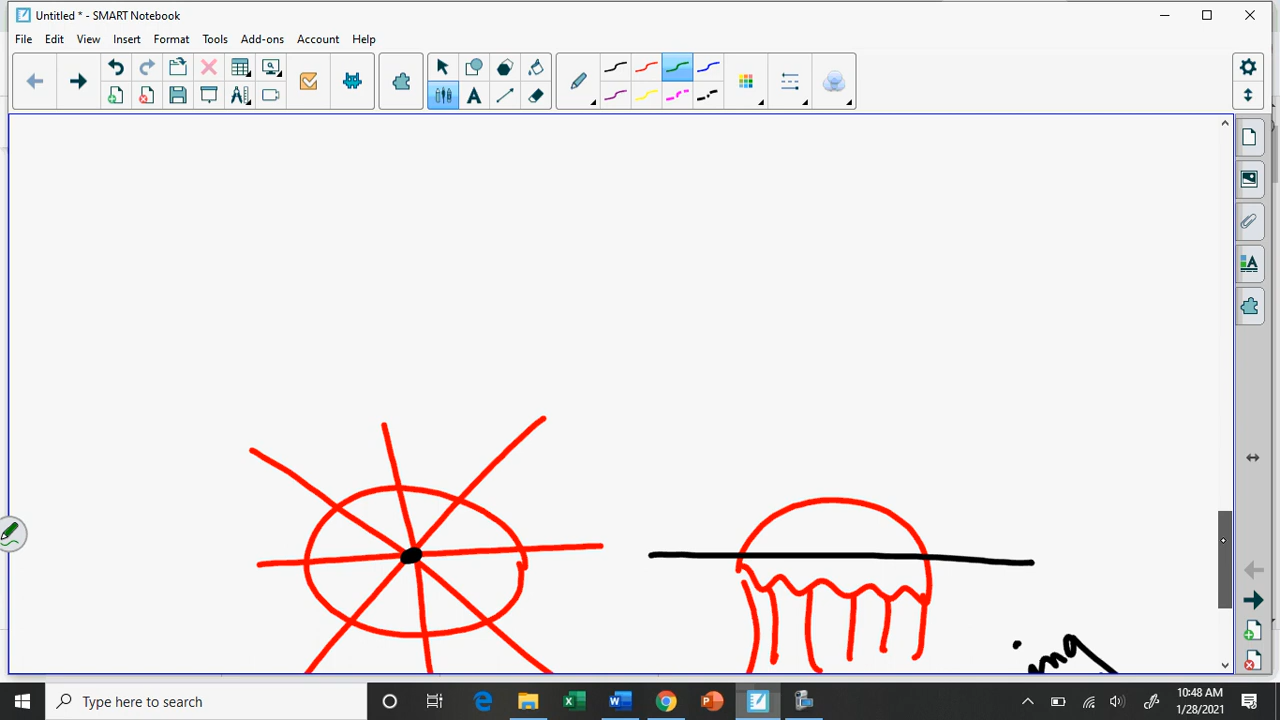 Untitled * - SMART Notebook
File Edit View Insert Format Tools Add-ons Account Help
Type here to search
10:48 AM
1/28/2021